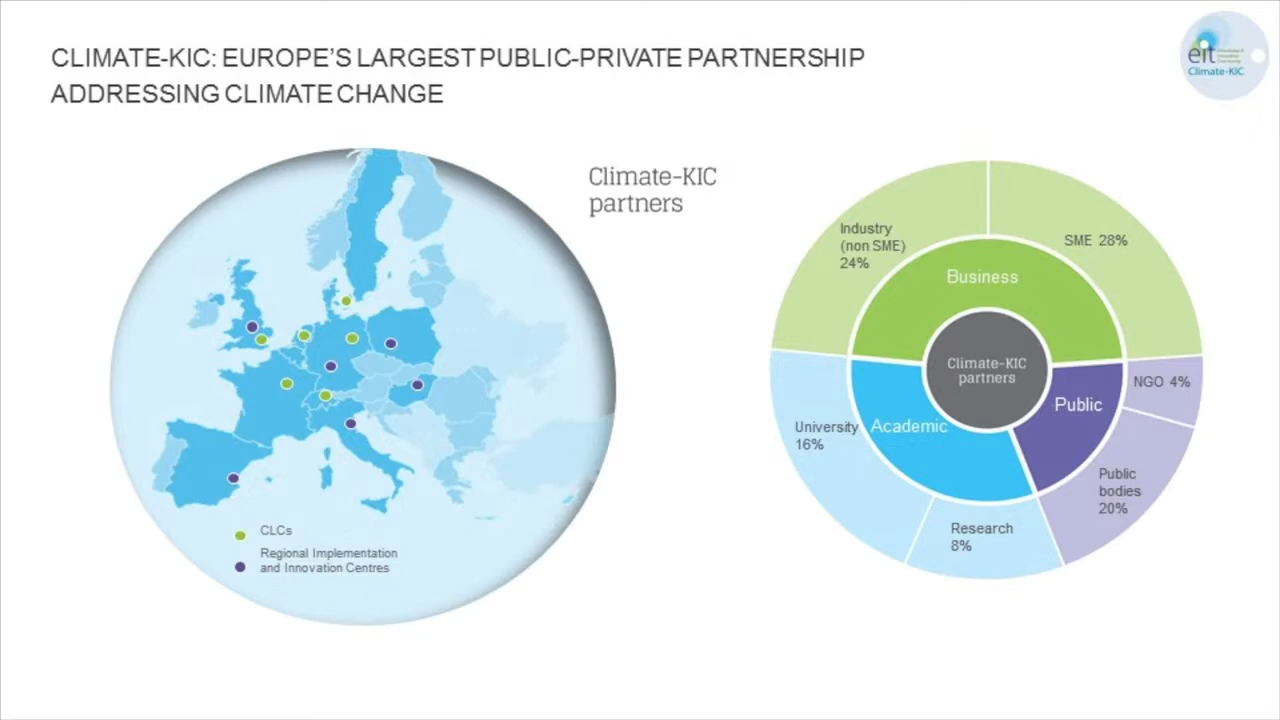 CLIMATE-KIC: EUROPE’S LARGEST PUBLIC-PRIVATE PARTNERSHIP
ADDRESSING CLIMATE CHANGE
eit
Climate-KIC
Climate-KIC
partners
CLCs
Regional Implementation
and Innovation Centres
Industry
(non SME)
24%
SME 28%
Business
Climate-KIC
partners
NGO 4%
Public
Academic
University
16%
Public
bodies
20%
Research
8%